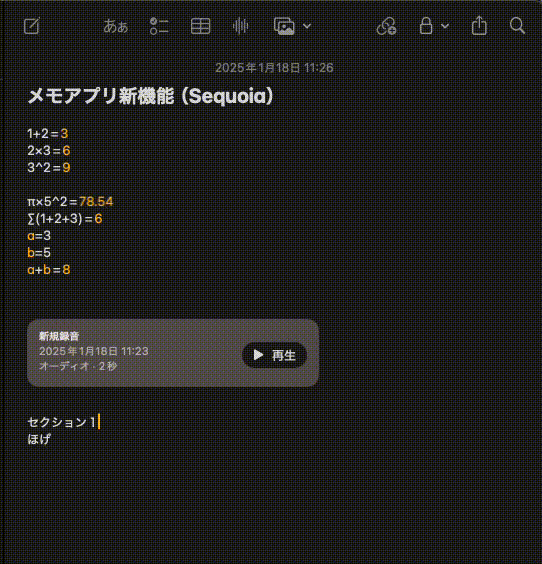 あぁ
2025年1月18日 11:26
メモアプリ新機能（Sequoia）
1+2=3
2×3=6
3^2=9
π×5^2=78.54
∑(1+2+3)=6
a=3
b=5
a+b=8
新規録音
2025年1月18日 11:23
オーディオ · 2秒
再生
セクション 1
ほげ